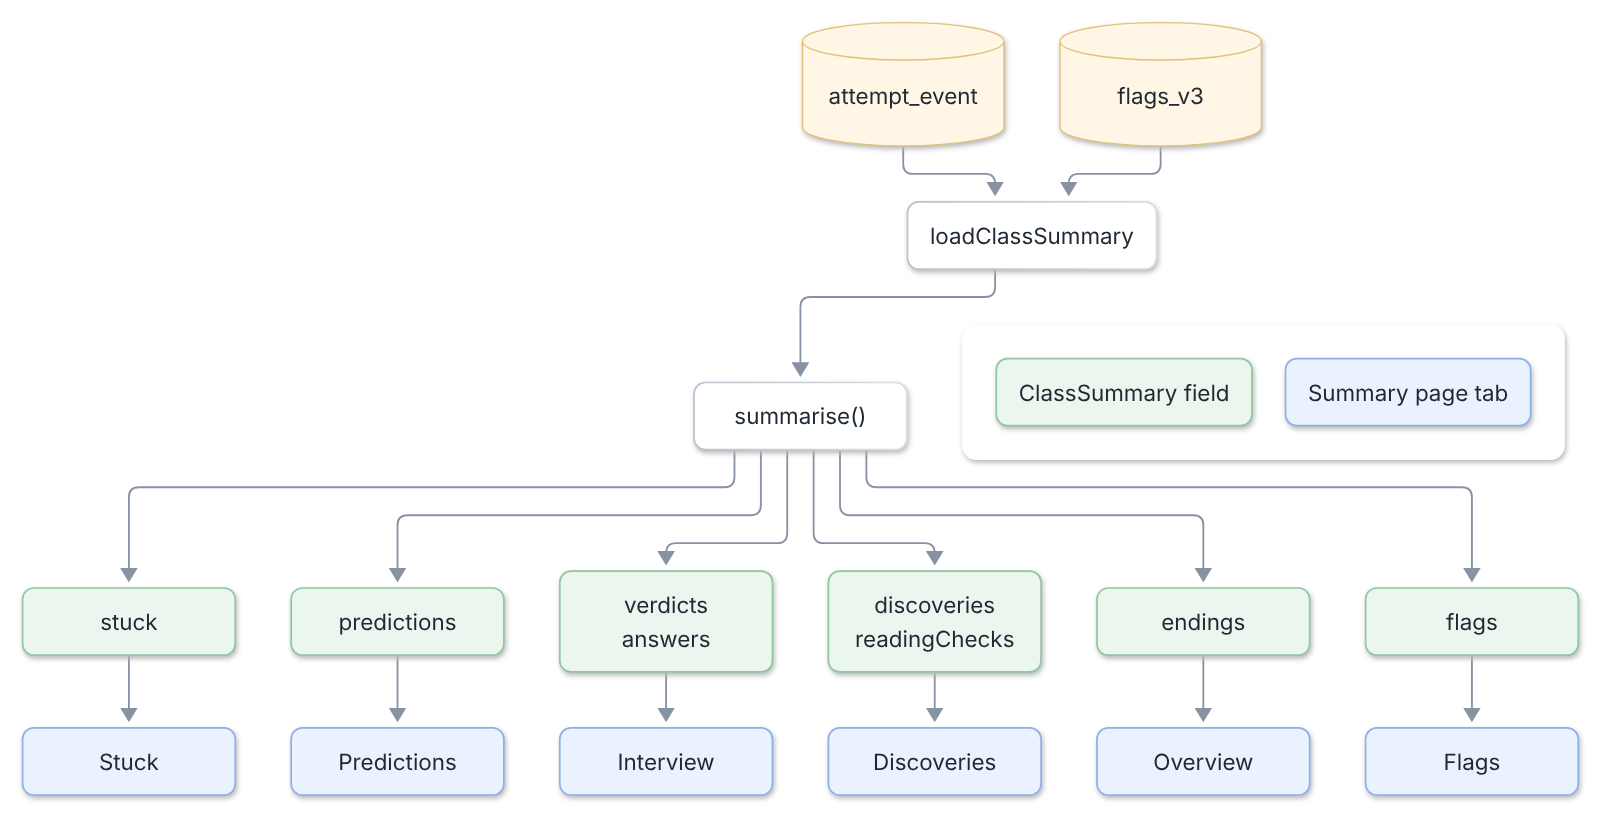 attempt_event
flags_v3
loadClassSummary
ClassSummary field
Summary page tab
summarise()
stuck
predictions
verdicts
answers
discoveries
readingChecks
endings
flags
Stuck
Predictions
Interview
Discoveries
Overview
Flags